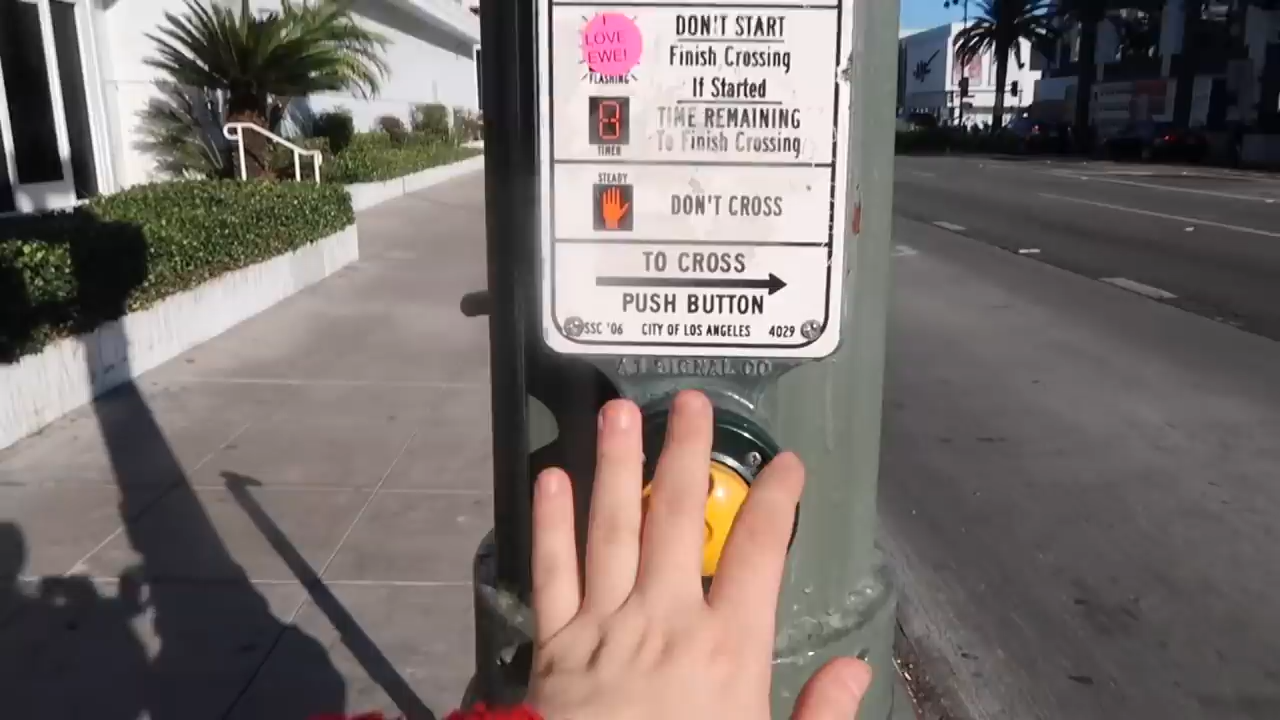 I
LOVE
EWE!
FLASHING
DON'T START
Finish Crossing
If Started
TIME REMAINING
To Finish Crossing
TIMER
STEADY
DON'T CROSS
TO CROSS
PUSH BUTTON
SSC '06 CITY OF LOS ANGELES 4029
A 1 SIGNAL CO